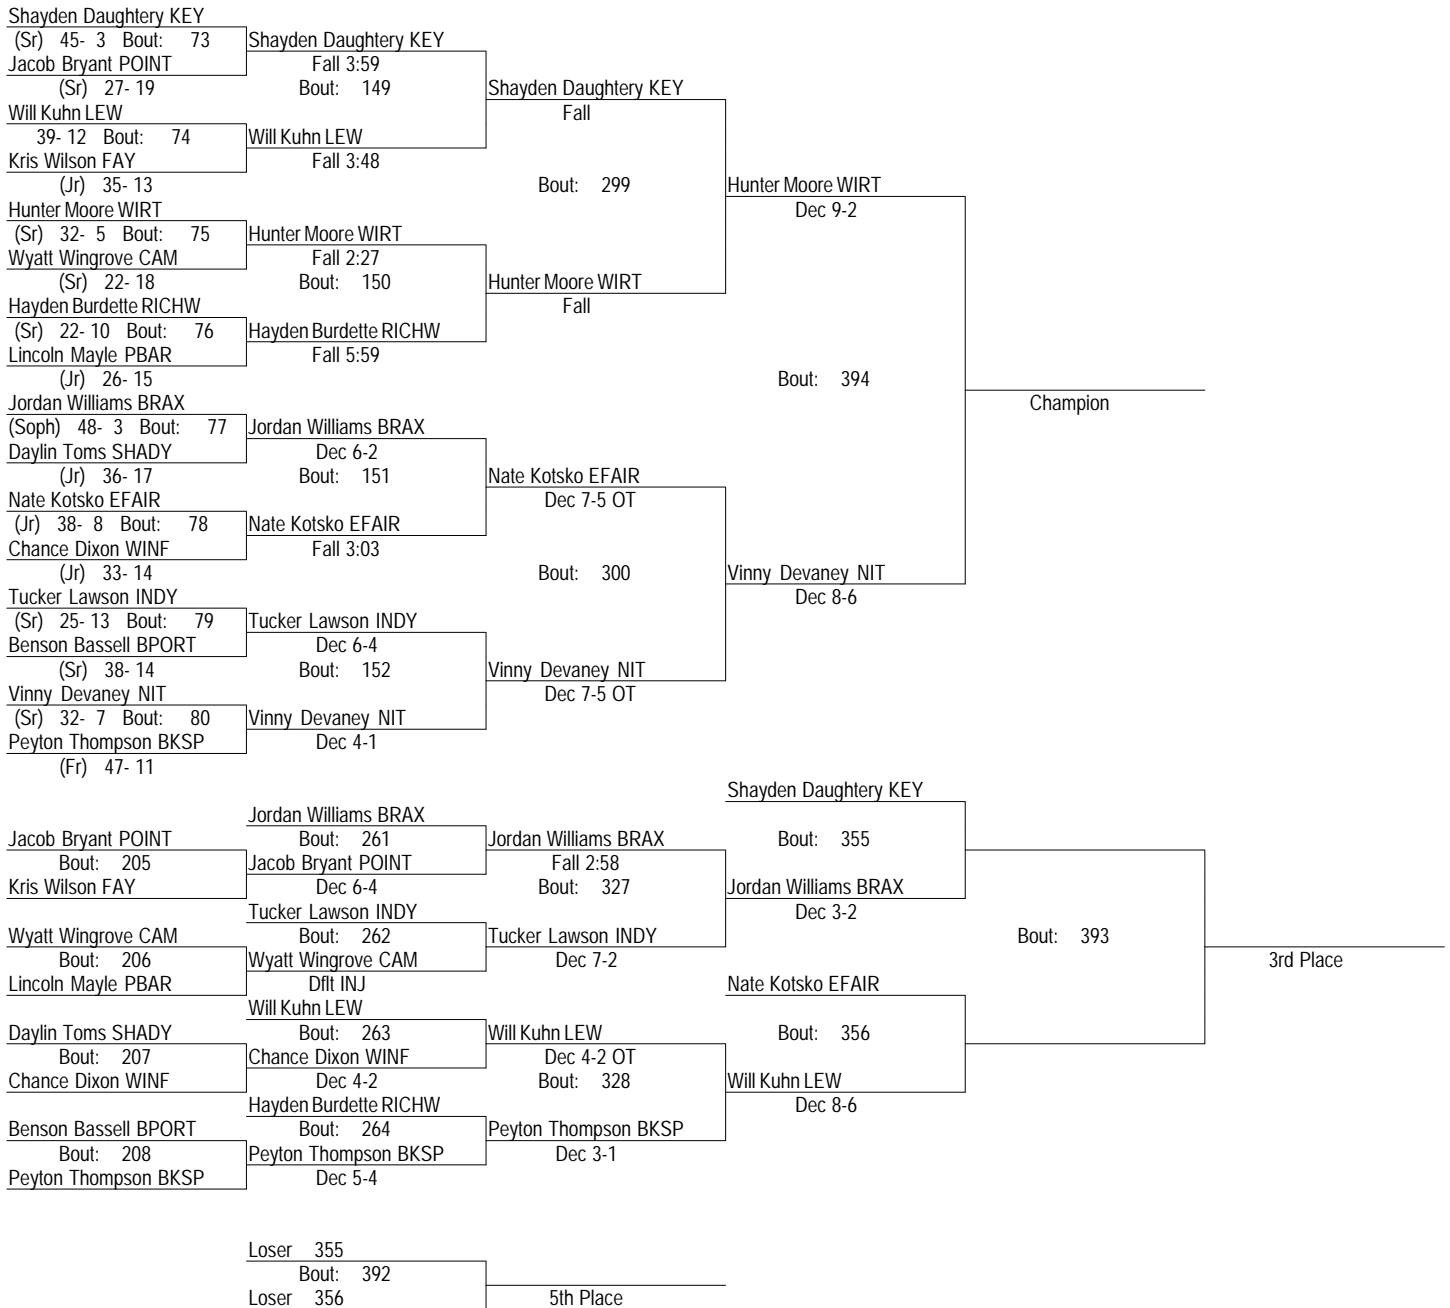 Shayden Daughtery KEY
(Sr) 45- 3 Bout: 73 Shayden Daughtery KEY
Jacob Bryant POINT Fall 3:59
(Sr) 27- 19 Bout: 149 Shayden Daughtery KEY
Will Kuhn LEW Fall
39- 12 Bout: 74 Will Kuhn LEW
Kris Wilson FAY Fall 3:48
(Jr) 35- 13 Bout: 299 Hunter Moore WIRT
Hunter Moore WIRT Dec 9-2
(Sr) 32- 5 Bout: 75 Hunter Moore WIRT
Wyatt Wingrove CAM Fall 2:27
(Sr) 22- 18 Bout: 150 Hunter Moore WIRT
Hayden Burdette RICHW Fall
(Sr) 22- 10 Bout: 76 Hayden Burdette RICHW
Lincoln Mayle PBAR Fall 5:59
(Jr) 26- 15 Bout: 394
Jordan Williams BRAX Champion
(Soph) 48- 3 Bout: 77 Jordan Williams BRAX
Daylin Toms SHADY Dec 6-2
(Jr) 36- 17 Bout: 151 Nate Kotsko EFAIR
Nate Kotsko EFAIR Dec 7-5 OT
(Jr) 38- 8 Bout: 78 Nate Kotsko EFAIR
Chance Dixon WINF Fall 3:03
(Jr) 33- 14 Bout: 300 Vinny Devaney NIT
Tucker Lawson INDY Dec 8-6
(Sr) 25- 13 Bout: 79 Tucker Lawson INDY
Benson Bassell BPORT Dec 6-4
(Sr) 38- 14 Bout: 152 Vinny Devaney NIT
Vinny Devaney NIT Dec 7-5 OT
(Sr) 32- 7 Bout: 80 Vinny Devaney NIT
Peyton Thompson BKSP Dec 4-1
(Fr) 47- 11
Shayden Daughtery KEY
Jordan Williams BRAX
Jacob Bryant POINT Bout: 261 Jordan Williams BRAX Bout: 355
Bout: 205 Jacob Bryant POINT Fall 2:58
Kris Wilson FAY Dec 6-4 Bout: 327 Jordan Williams BRAX
Tucker Lawson INDY Dec 3-2
Wyatt Wingrove CAM Bout: 262 Tucker Lawson INDY Bout: 393
Bout: 206 Wyatt Wingrove CAM Dec 7-2 3rd Place
Lincoln Mayle PBAR Dflt INJ Nate Kotsko EFAIR
Will Kuhn LEW
Daylin Toms SHADY Bout: 263 Will Kuhn LEW Bout: 356
Bout: 207 Chance Dixon WINF Dec 4-2 OT
Chance Dixon WINF Dec 4-2 Bout: 328 Will Kuhn LEW
Hayden Burdette RICHW Dec 8-6
Benson Bassell BPORT Bout: 264 Peyton Thompson BKSP
Bout: 208 Peyton Thompson BKSP Dec 3-1
Peyton Thompson BKSP Dec 5-4
Loser 355
Bout: 392
Loser 356 5th Place